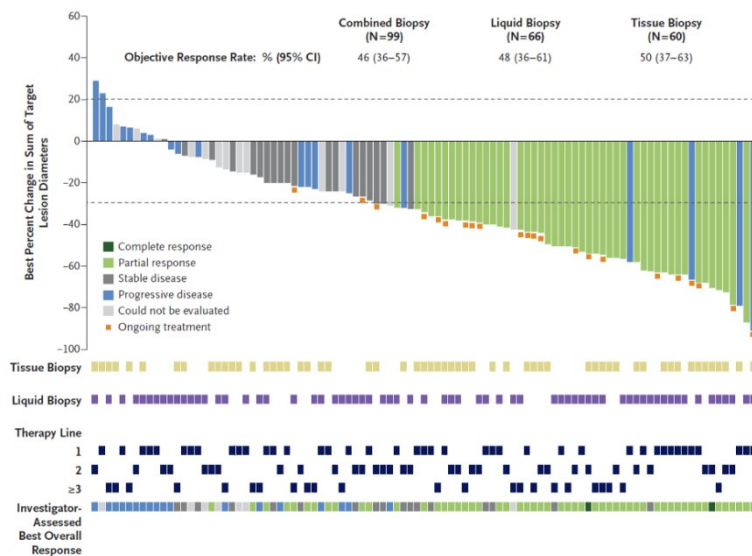 Combined Biopsy Liquid Biopsy Tissue Biopsy
(N=99) (N=66) (N=60)
Objective Response Rate: % (95% CI) 46 (36–57) 48 (36–61) 50 (37–63)
Best Percent Change in Sum of Target
Lesion Diameters
40
20
0
−20
−40
−60
−80
−100
Complete response
Partial response
Stable disease
Progressive disease
Could not be evaluated
Ongoing treatment
Tissue Biopsy
Liquid Biopsy
Therapy Line
1
2
≥3
Investigator-
Assessed
Best Overall
Response